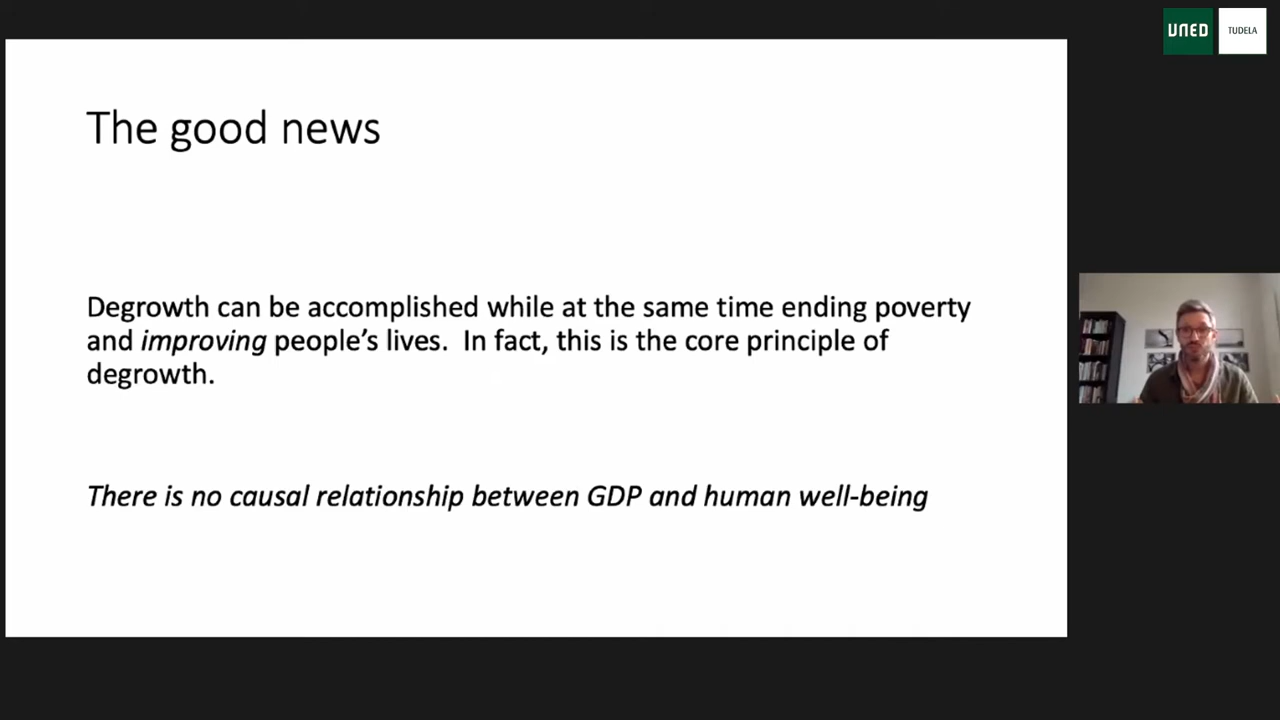 UNED
TUDELA
The good news
Degrowth can be accomplished while at the same time ending poverty
and improving people’s lives.  In fact, this is the core principle of
degrowth.
There is no causal relationship between GDP and human well-being